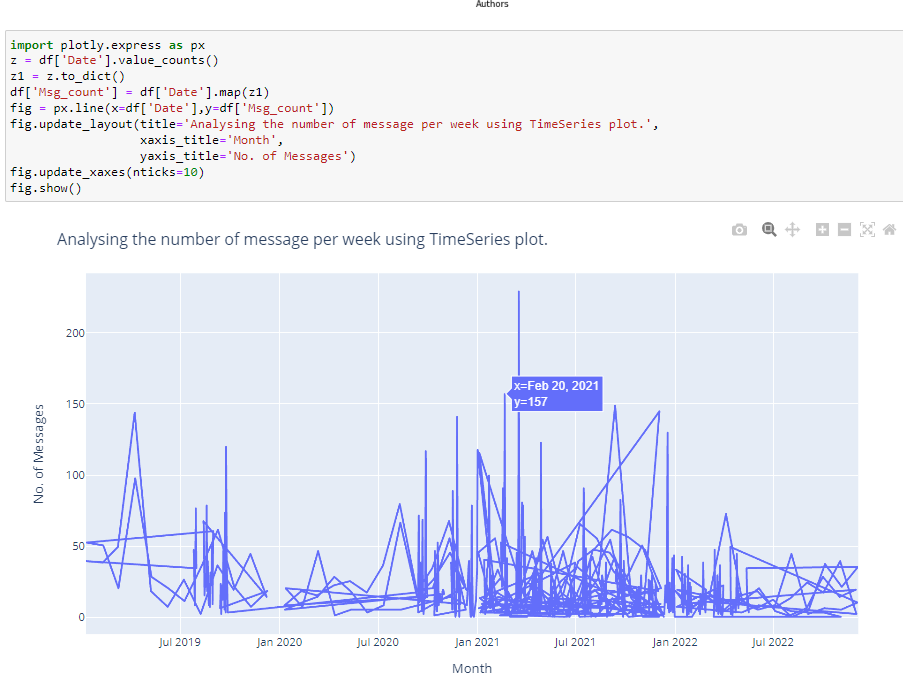 Authors
import plotly.express as px
z = df['Date'].value_counts()
z1 = z.to_dict()
df['Msg_count'] = df['Date'].map(z1)
fig = px.line(x=df['Date'],y=df['Msg_count'])
fig.update_layout(title='Analysing the number of message per week using TimeSeries plot.',
xaxis_title='Month',
yaxis_title='No. of Messages')
fig.update_xaxes(nticks=10)
fig.show()
Analysing the number of message per week using TimeSeries plot.
200
150
100
50
0
No. of Messages
x=Feb 20, 2021
y=157
Jul 2019 Jan 2020 Jul 2020 Jan 2021 Jul 2021 Jan 2022 Jul 2022
Month